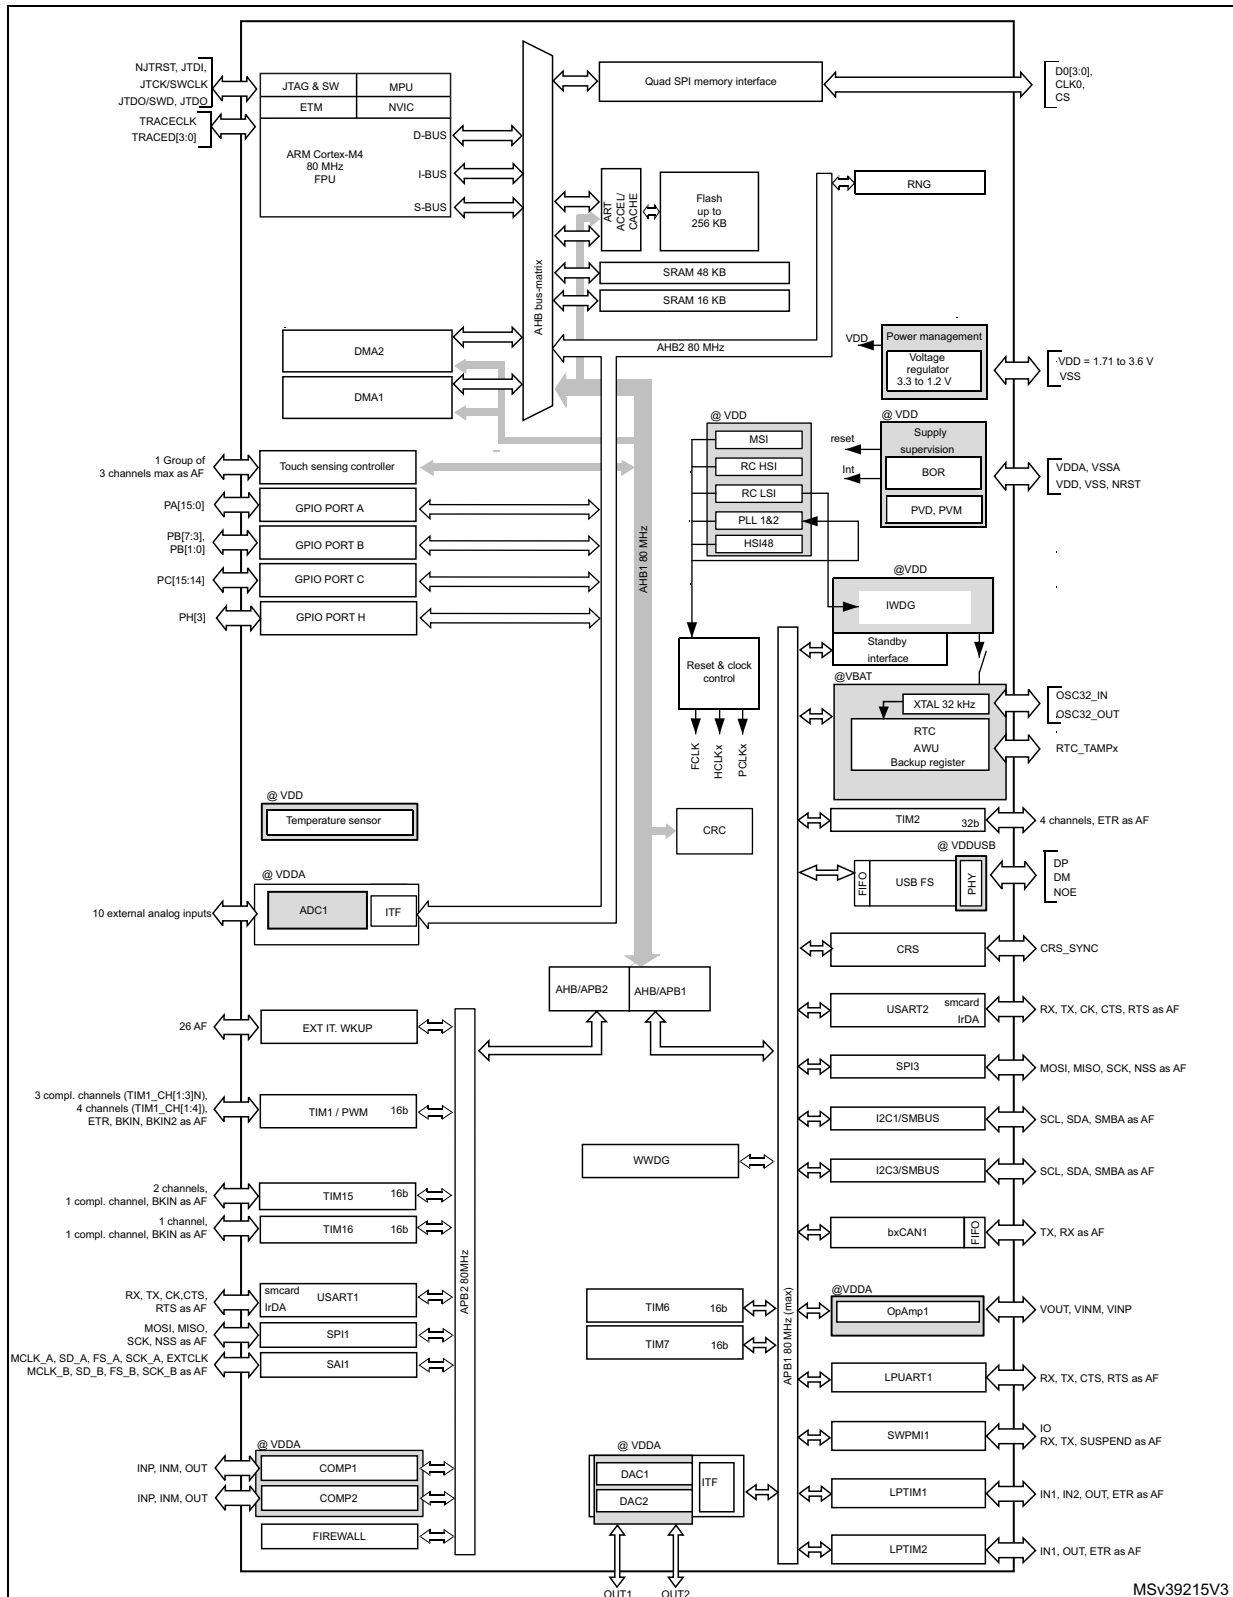 NJTRST, JTDI,
JTCK/SWCLK
JTDO/SWD, JTDO
TRACECLK
TRACED[3:0]
JTAG & SW
MPU
ETM
NVIC
ARM Cortex-M4
80 MHz
FPU
D-BUS
I-BUS
S-BUS
AHB bus-matrix
Quad SPI memory interface
D0[3:0],
CLK0,
CS
ART
ACCEL/
CACHE
Flash
up to
256 KB
RNG
SRAM 48 KB
SRAM 16 KB
AHB2 80 MHz
DMA2
DMA1
VDD
Power management
Voltage
regulator
3.3 to 1.2 V
VDD = 1.71 to 3.6 V
VSS
@ VDD
MSI
RC HSI
RC LSI
PLL 1&2
HSI48
@ VDD
reset
Int
Supply
supervision
BOR
PVD, PVM
VDDA, VSSA
VDD, VSS, NRST
1 Group of
3 channels max as AF
Touch sensing controller
PA[15:0]
GPIO PORT A
PB[7:3],
PB[1:0]
GPIO PORT B
PC[15:14]
GPIO PORT C
PH[3]
GPIO PORT H
AHB1 80 MHz
@VDD
IWDG
Standby
interface
Reset & clock
control
FCLK
HCLKx
PCLKx
@VBAT
XTAL 32 kHz
RTC
AWU
Backup register
OSC32_IN
OSC32_OUT
RTC_TAMPx
@ VDD
Temperature sensor
CRC
TIM2
32b
4 channels, ETR as AF
@ VDDUSB
FIFO
USB FS
PHY
DP
DM
NOE
@ VDDA
10 external analog inputs
ADC1
ITF
CRS
CRS_SYNC
AHB/APB2
AHB/APB1
26 AF
EXT IT. WKUP
USART2
smcard
IrDA
RX, TX, CK, CTS, RTS as AF
SPI3
MOSI, MISO, SCK, NSS as AF
3 compl. channels (TIM1_CH[1:3]N),
4 channels (TIM1_CH[1:4]),
ETR, BKIN, BKIN2 as AF
TIM1 / PWM
16b
I2C1/SMBUS
SCL, SDA, SMBA as AF
WWDG
I2C3/SMBUS
SCL, SDA, SMBA as AF
2 channels,
1 compl. channel, BKIN as AF
TIM15
16b
1 channel,
1 compl. channel, BKIN as AF
TIM16
16b
bxCAN1
FIFO
TX, RX as AF
APB2 80MHz
APB1 80 MHz (max)
RX, TX, CK,CTS,
RTS as AF
smcard
IrDA
USART1
TIM6
16b
@VDDA
OpAmp1
VOUT, VINM, VINP
MOSI, MISO,
SCK, NSS as AF
SPI1
TIM7
16b
MCLK_A, SD_A, FS_A, SCK_A, EXTCLK
MCLK_B, SD_B, FS_B, SCK_B as AF
SAI1
LPUART1
RX, TX, CTS, RTS as AF
SWPMI1
IO
RX, TX, SUSPEND as AF
@ VDDA
INP, INM, OUT
COMP1
INP, INM, OUT
COMP2
FIREWALL
@ VDDA
DAC1
DAC2
ITF
OUT1
OUT2
LPTIM1
IN1, IN2, OUT, ETR as AF
LPTIM2
IN1, OUT, ETR as AF
MSv39215V3